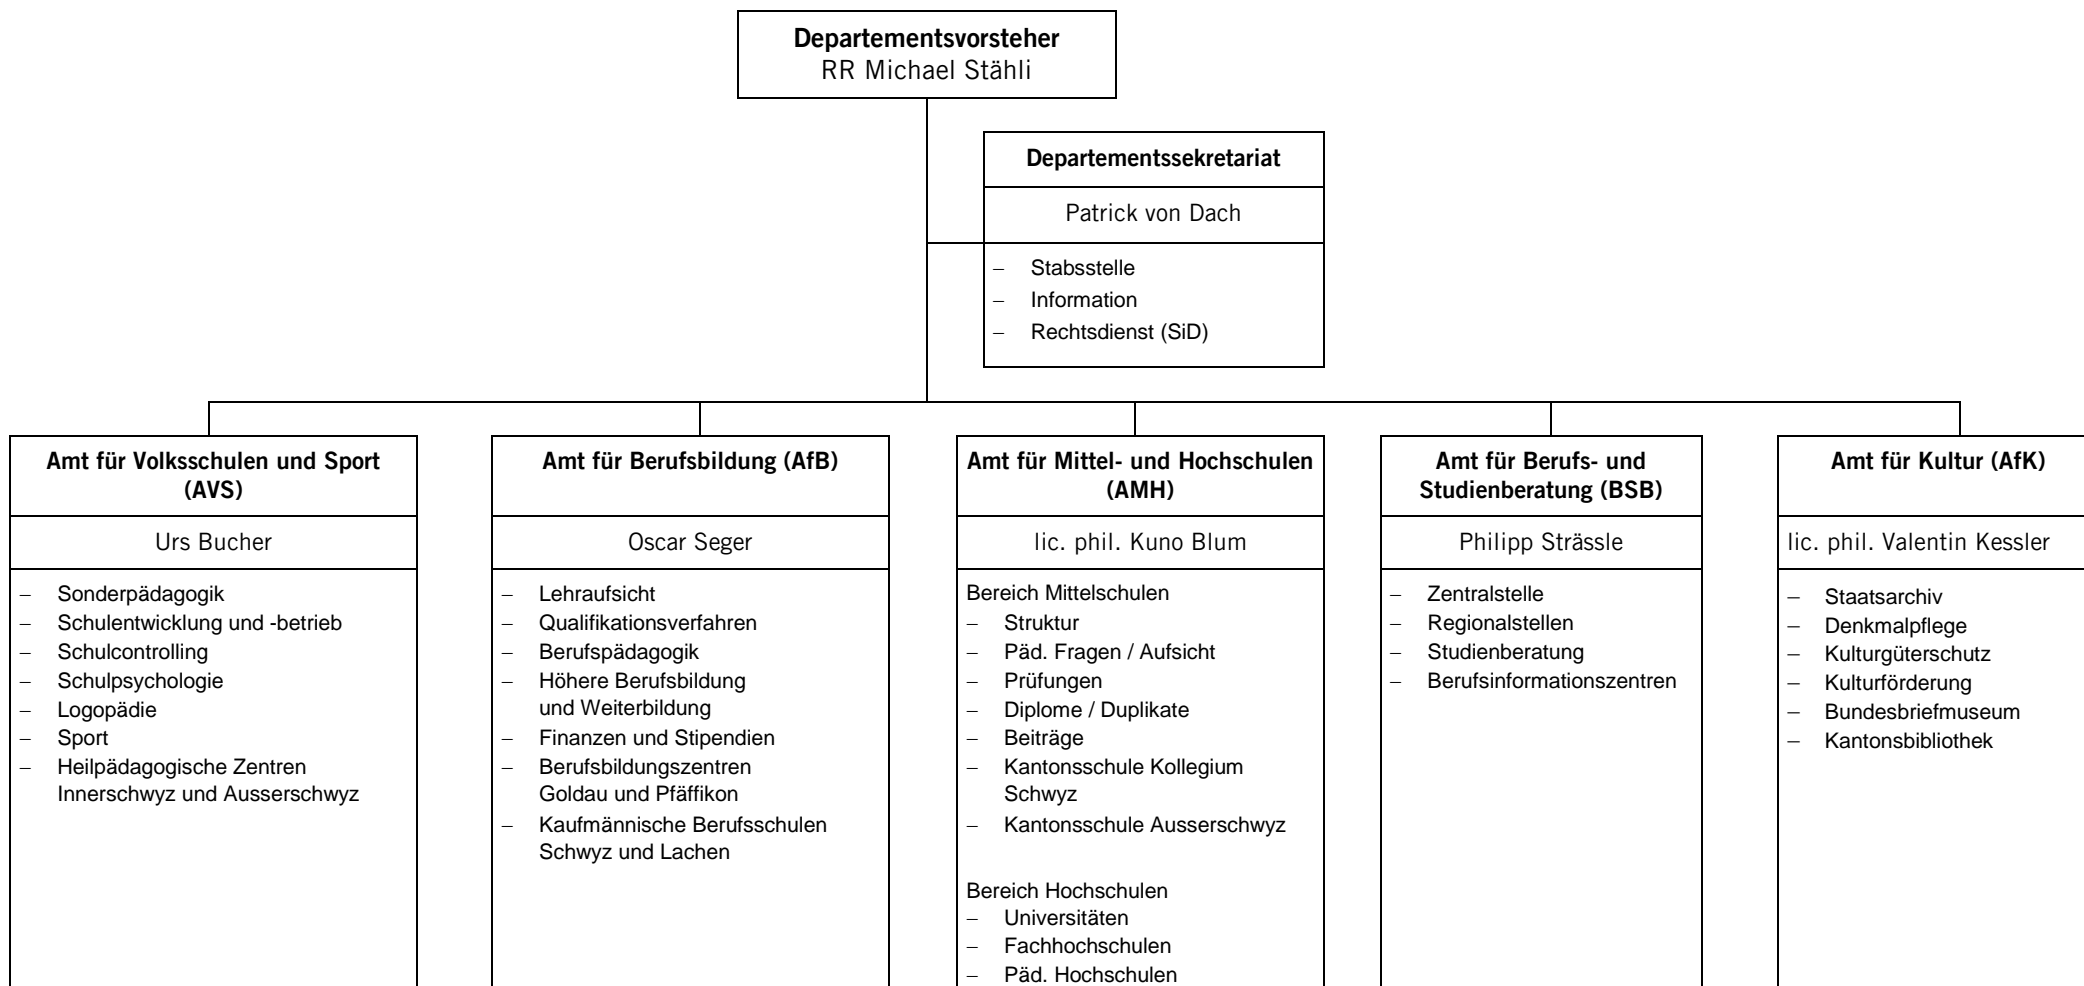 Departementsvorsteher
RR Michael Stähli
Departementssekretariat
Patrick von Dach
– Stabsstelle
– Information
– Rechtsdienst (SiD)
Amt für Volksschulen und Sport
(AVS)
Urs Bucher
– Sonderpädagogik
– Schulentwicklung und -betrieb
– Schulcontrolling
– Schulpsychologie
– Logopädie
– Sport
– Heilpädagogische Zentren
Innerschwyz und Ausserschwyz
Amt für Berufsbildung (AfB)
Oscar Seger
– Lehraufsicht
– Qualifikationsverfahren
– Berufspädagogik
– Höhere Berufsbildung
und Weiterbildung
– Finanzen und Stipendien
– Berufsbildungszentren
Goldau und Pfäffikon
– Kaufmännische Berufsschulen
Schwyz und Lachen
Amt für Mittel- und Hochschulen
(AMH)
lic. phil. Kuno Blum
Bereich Mittelschulen
– Struktur
– Päd. Fragen / Aufsicht
– Prüfungen
– Diplome / Duplikate
– Beiträge
– Kantonsschule Kollegium
Schwyz
– Kantonsschule Ausserschwyz
Bereich Hochschulen
– Universitäten
– Fachhochschulen
– Päd. Hochschulen
Amt für Berufs- und
Studienberatung (BSB)
Philipp Strässle
– Zentralstelle
– Regionalstellen
– Studienberatung
– Berufsinformationszentren
Amt für Kultur (AfK)
lic. phil. Valentin Kessler
– Staatsarchiv
– Denkmalpflege
– Kulturgüterschutz
– Kulturförderung
– Bundesbriefmuseum
– Kantonsbibliothek